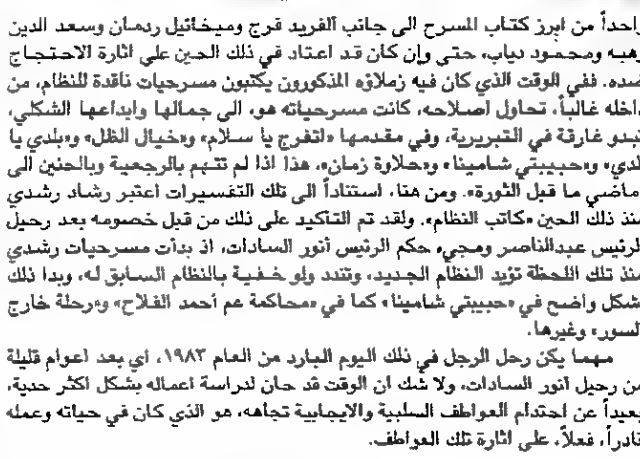 واحداً من ابرز كتاب المسرح الى جانب الفريد فرج وميخائيل ردمان وسعد الدين
وهبه ومحمود دياب، حتى وإن كان قد اعتاد في ذلك الحين على اثارة الاحتجاج
ضده. ففي الوقت الذي كان فيه زملاؤه المذكورون يكتبون مسرحيات ناقدة للنظام، من
داخله غالباً، تحاول اصلاحه، كانت مسرحياته هو، الى جمالها وابداعها الشكلي،
تبدو غارقة في التبريرية، وفي مقدمها «اتفرج يا سلام» و«خيال الظل» و«بلدي يا
بلدي» و«حبيبتي شامينا» و«حلاوة زمان»، هذا اذا لم تتهم بالرجعية وبالحنين الى
ماضي ما قبل الثورة». ومن هنا، استناداً الى تلك التفسيرات اعتبر رشاد رشدي
منذ ذلك الحين «كاتب النظام». ولقد تم التأكيد على ذلك من قبل خصومه بعد رحيل
الرئيس عبدالناصر ومجيء حكم الرئيس أنور السادات، اذ بدأت مسرحيات رشدي
منذ تلك اللحظة تؤيد النظام الجديد، وتندد ولو خفية بالنظام السابق له، وبدا ذلك
بشكل واضح في «حبيبتي شامينا» كما في «محاكمة عم أحمد الفلاح» و«رحلة خارج
السور» وغيرها.
مهما يكن رحل الرجل في ذلك اليوم البارد من العام ١٩٨٣، اي بعد اعوام قليلة
من رحيل أنور السادات، ولا شك ان الوقت قد حان لدراسة اعماله بشكل اكثر حدية،
بعيداً عن احتدام العواطف السلبية والايجابية تجاهه، هو الذي كان في حياته وعمله
قادراً، فعلاً، على اثارة تلك العواطف.